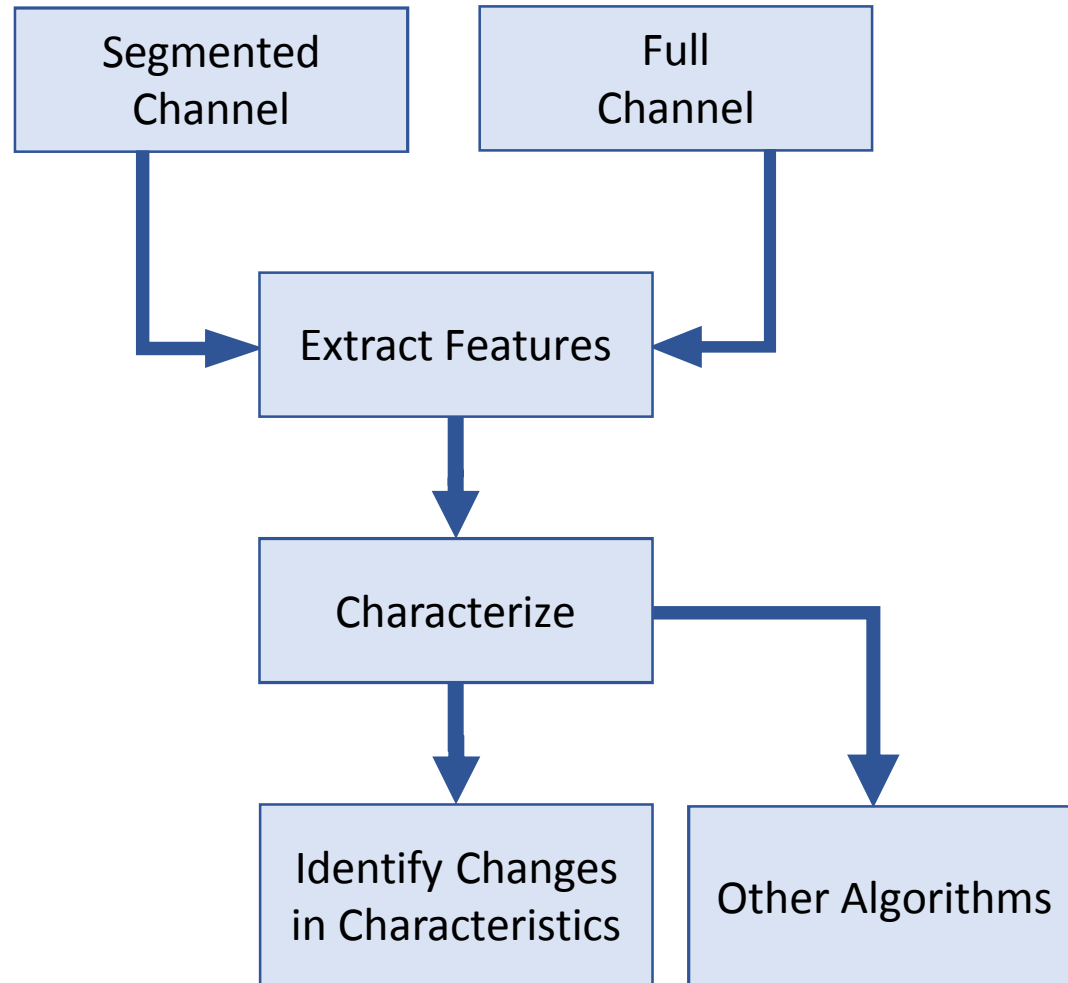 Segmented
Channel
Full
Channel
Extract Features
Characterize
Identify Changes
in Characteristics
Other Algorithms